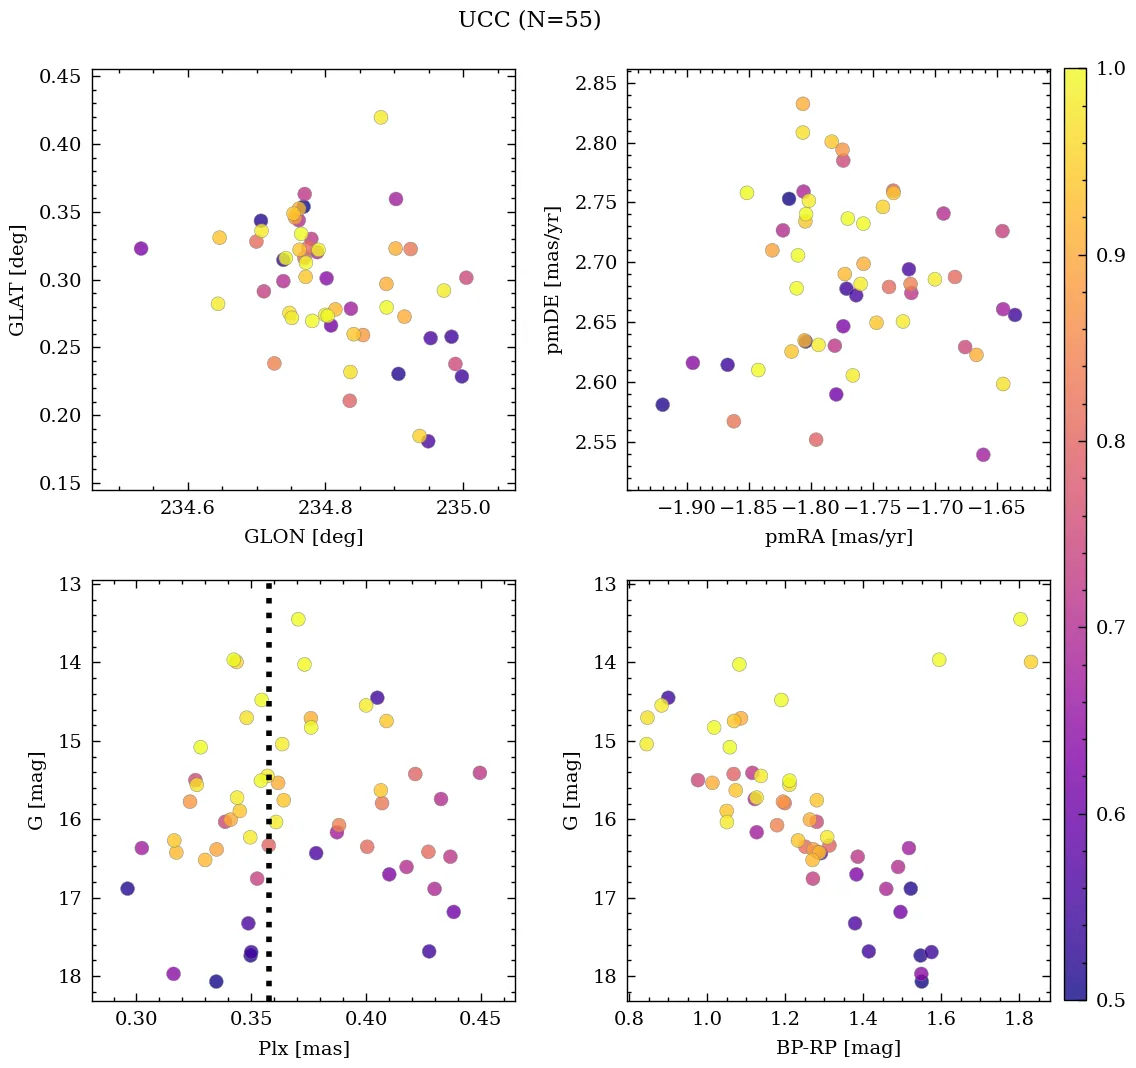 UCC (N=55)
0.45
0.40
0.35
0.30
0.25
0.20
0.15
GLAT [deg]
234.6 234.8 235.0
GLON [deg]
2.85
2.80
2.75
2.70
2.65
2.60
2.55
pmDE [mas/yr]
−1.90 −1.85 −1.80 −1.75 −1.70 −1.65
pmRA [mas/yr]
13
14
15
16
17
18
G [mag]
0.30 0.35 0.40 0.45
Plx [mas]
13
14
15
16
17
18
G [mag]
0.8 1.0 1.2 1.4 1.6 1.8
BP-RP [mag]
1.0
0.9
0.8
0.7
0.6
0.5